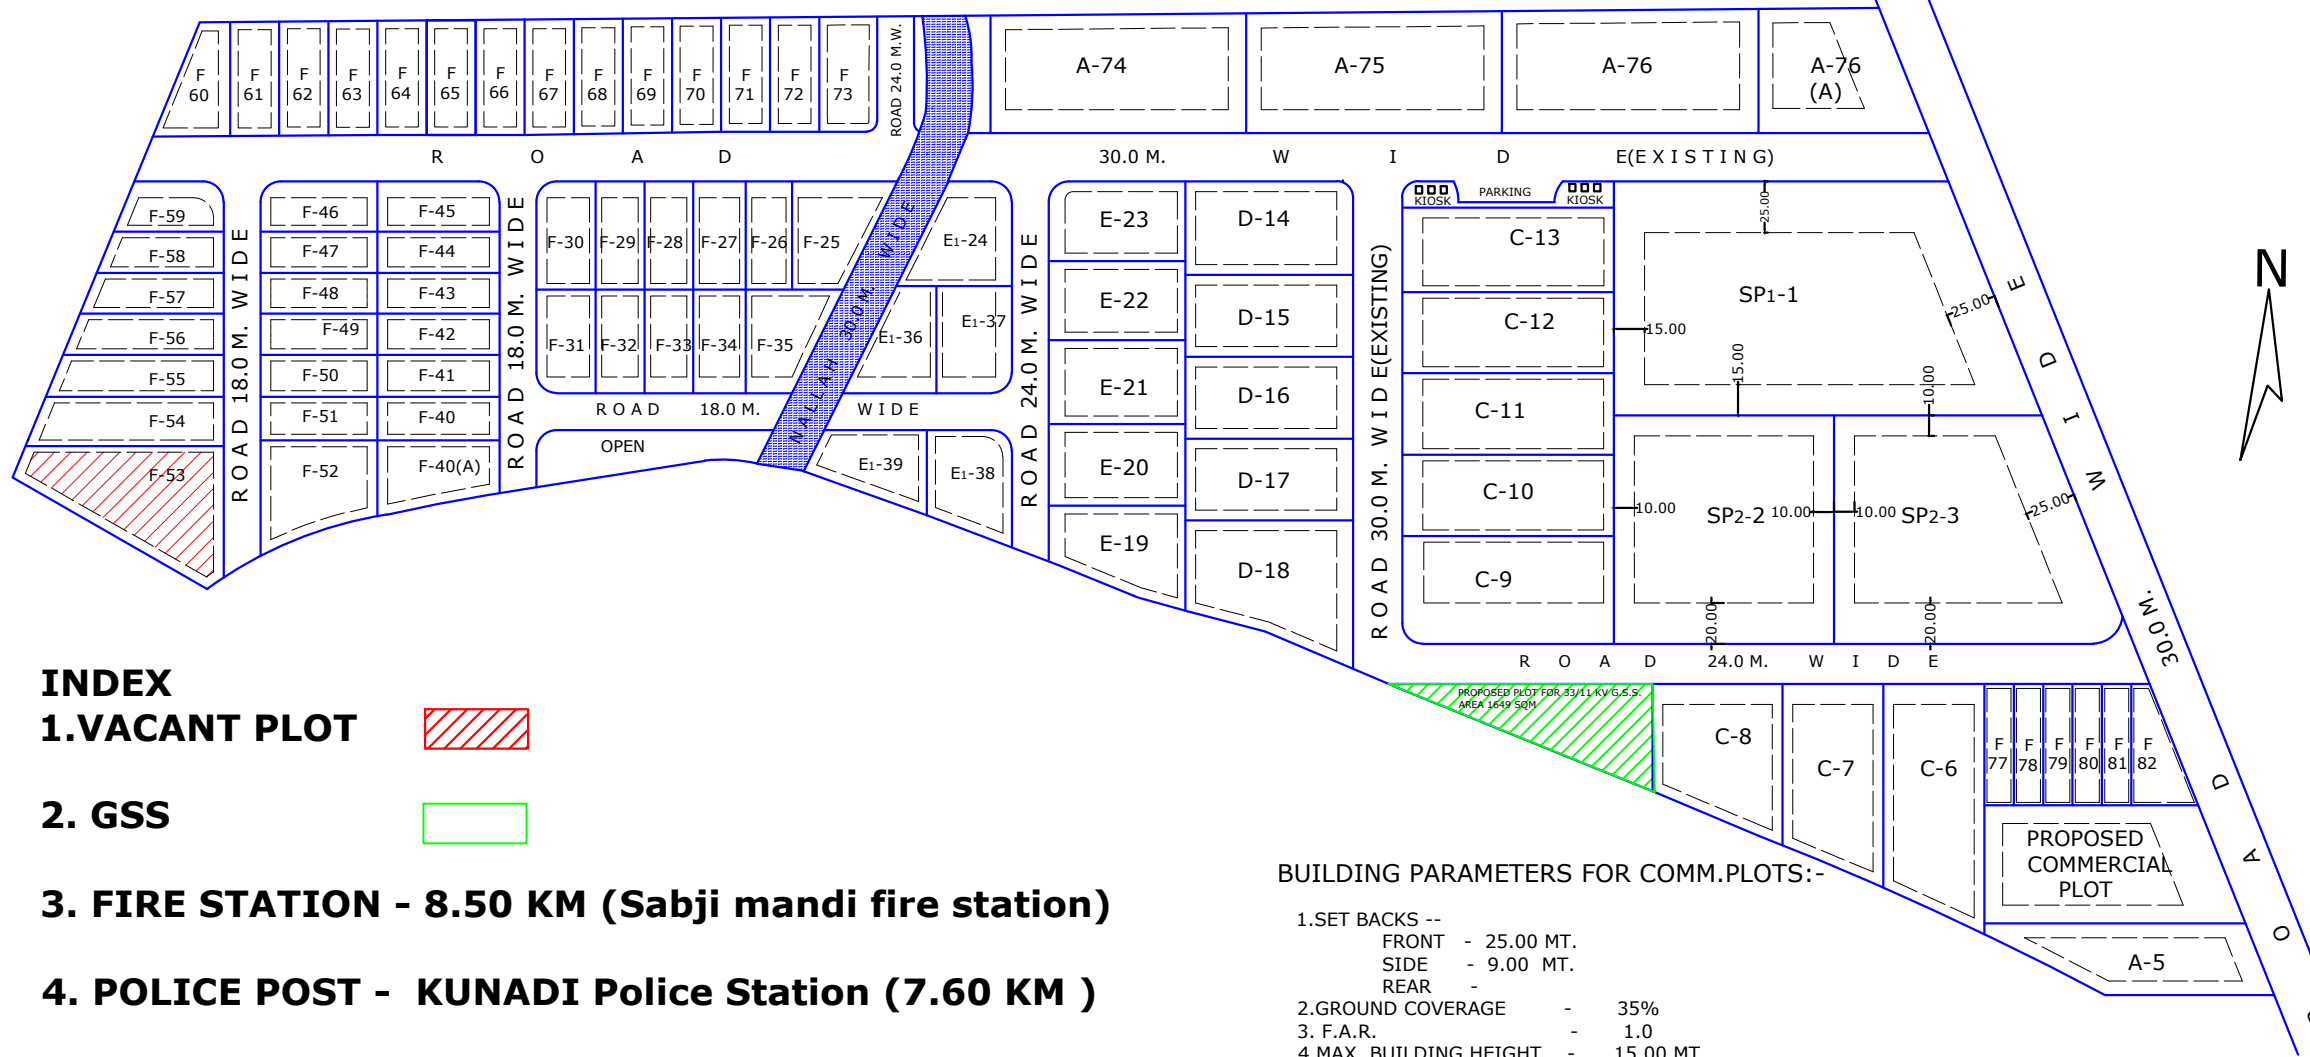 F 60
F 61
F 62
F 63
F 64
F 65
F 66
F 67
F 68
F 69
F 70
F 71
F 72
F 73
ROAD 24.0 M.W.
A-74
A-75
A-76
A-76 (A)
R O A D 30.0 M. W I D E(E X I S T I N G)
F-59
F-58
F-57
F-56
F-55
F-54
F-53
ROAD 18.0 M. WIDE
F-46
F-47
F-48
F-49
F-50
F-51
F-52
F-45
F-44
F-43
F-42
F-41
F-40
F-40(A)
ROAD 18.0 M. WIDE
F-30
F-29
F-28
F-27
F-26
F-25
F-31
F-32
F-33
F-34
F-35
NALLAH 30.0 M. WIDE
E1-24
E1-36
E1-37
ROAD 18.0 M. WIDE
OPEN
E1-39
E1-38
ROAD 24.0 M. WIDE
E-23
E-22
E-21
E-20
E-19
D-14
D-15
D-16
D-17
D-18
ROAD 30.0 M. WIDE(EXISTING)
KIOSK
PARKING
KIOSK
C-13
C-12
C-11
C-10
C-9
25.00
SP1-1
25.00
15.00
15.00
10.00
10.00
SP2-2
10.00
10.00
SP2-3
25.00
20.00
20.00
R O A D 24.0 M. W I D E
30.0 M.
W I D E
R O A D
N
PROPOSED PLOT FOR 33/11 KV G.S.S.
AREA 1649 SQM
C-8
C-7
C-6
F 77
F 78
F 79
F 80
F 81
F 82
PROPOSED
COMMERCIAL
PLOT
A-5
INDEX
1.VACANT PLOT
2. GSS
3. FIRE STATION - 8.50 KM (Sabji mandi fire station)
4. POLICE POST - KUNADI Police Station (7.60 KM )
BUILDING PARAMETERS FOR COMM.PLOTS:-
1.SET BACKS --
FRONT - 25.00 MT.
SIDE - 9.00 MT.
REAR -
2.GROUND COVERAGE - 35%
3. F.A.R. - 1.0
4.MAX. BUILDING HEIGHT - 15.00 MT